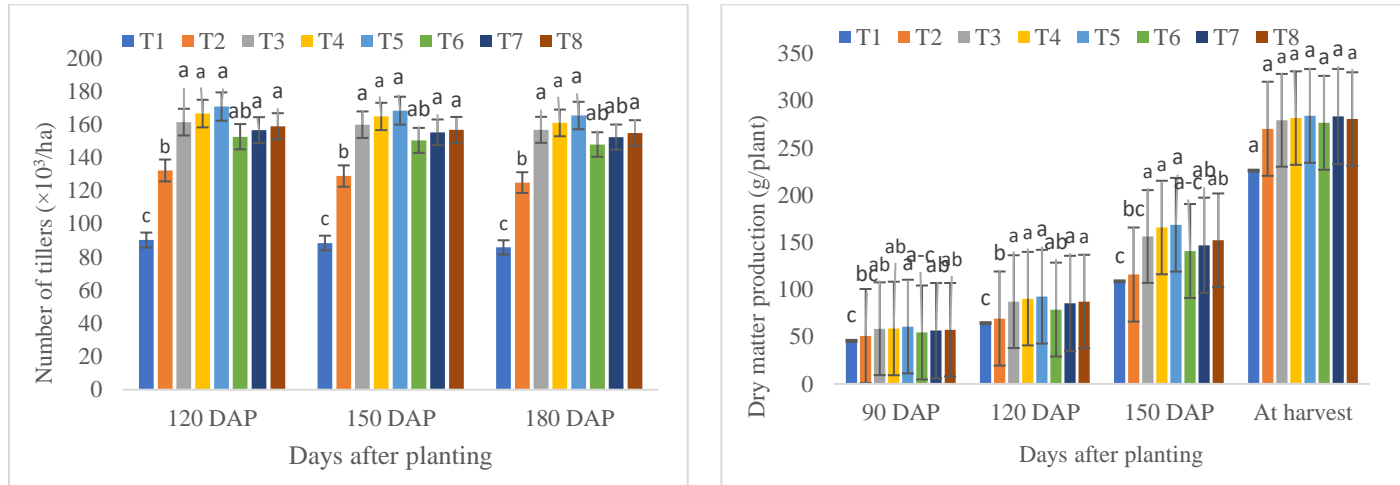 T1 T2 T3 T4 T5 T6 T7 T8
Number of tillers (×10³/ha)
200
180
160
140
120
100
80
60
40
20
0
c b a a a ab a a
c b a a a ab a a
c b a a a ab ab a
120 DAP 150 DAP 180 DAP
Days after planting
T1 T2 T3 T4 T5 T6 T7 T8
Dry matter production (g/plant)
350
300
250
200
150
100
50
0
c bc ab ab a a-c ab ab
c b a a a ab a a
c bc a a a a-c ab ab
a a a a a a a a
90 DAP 120 DAP 150 DAP At harvest
Days after planting